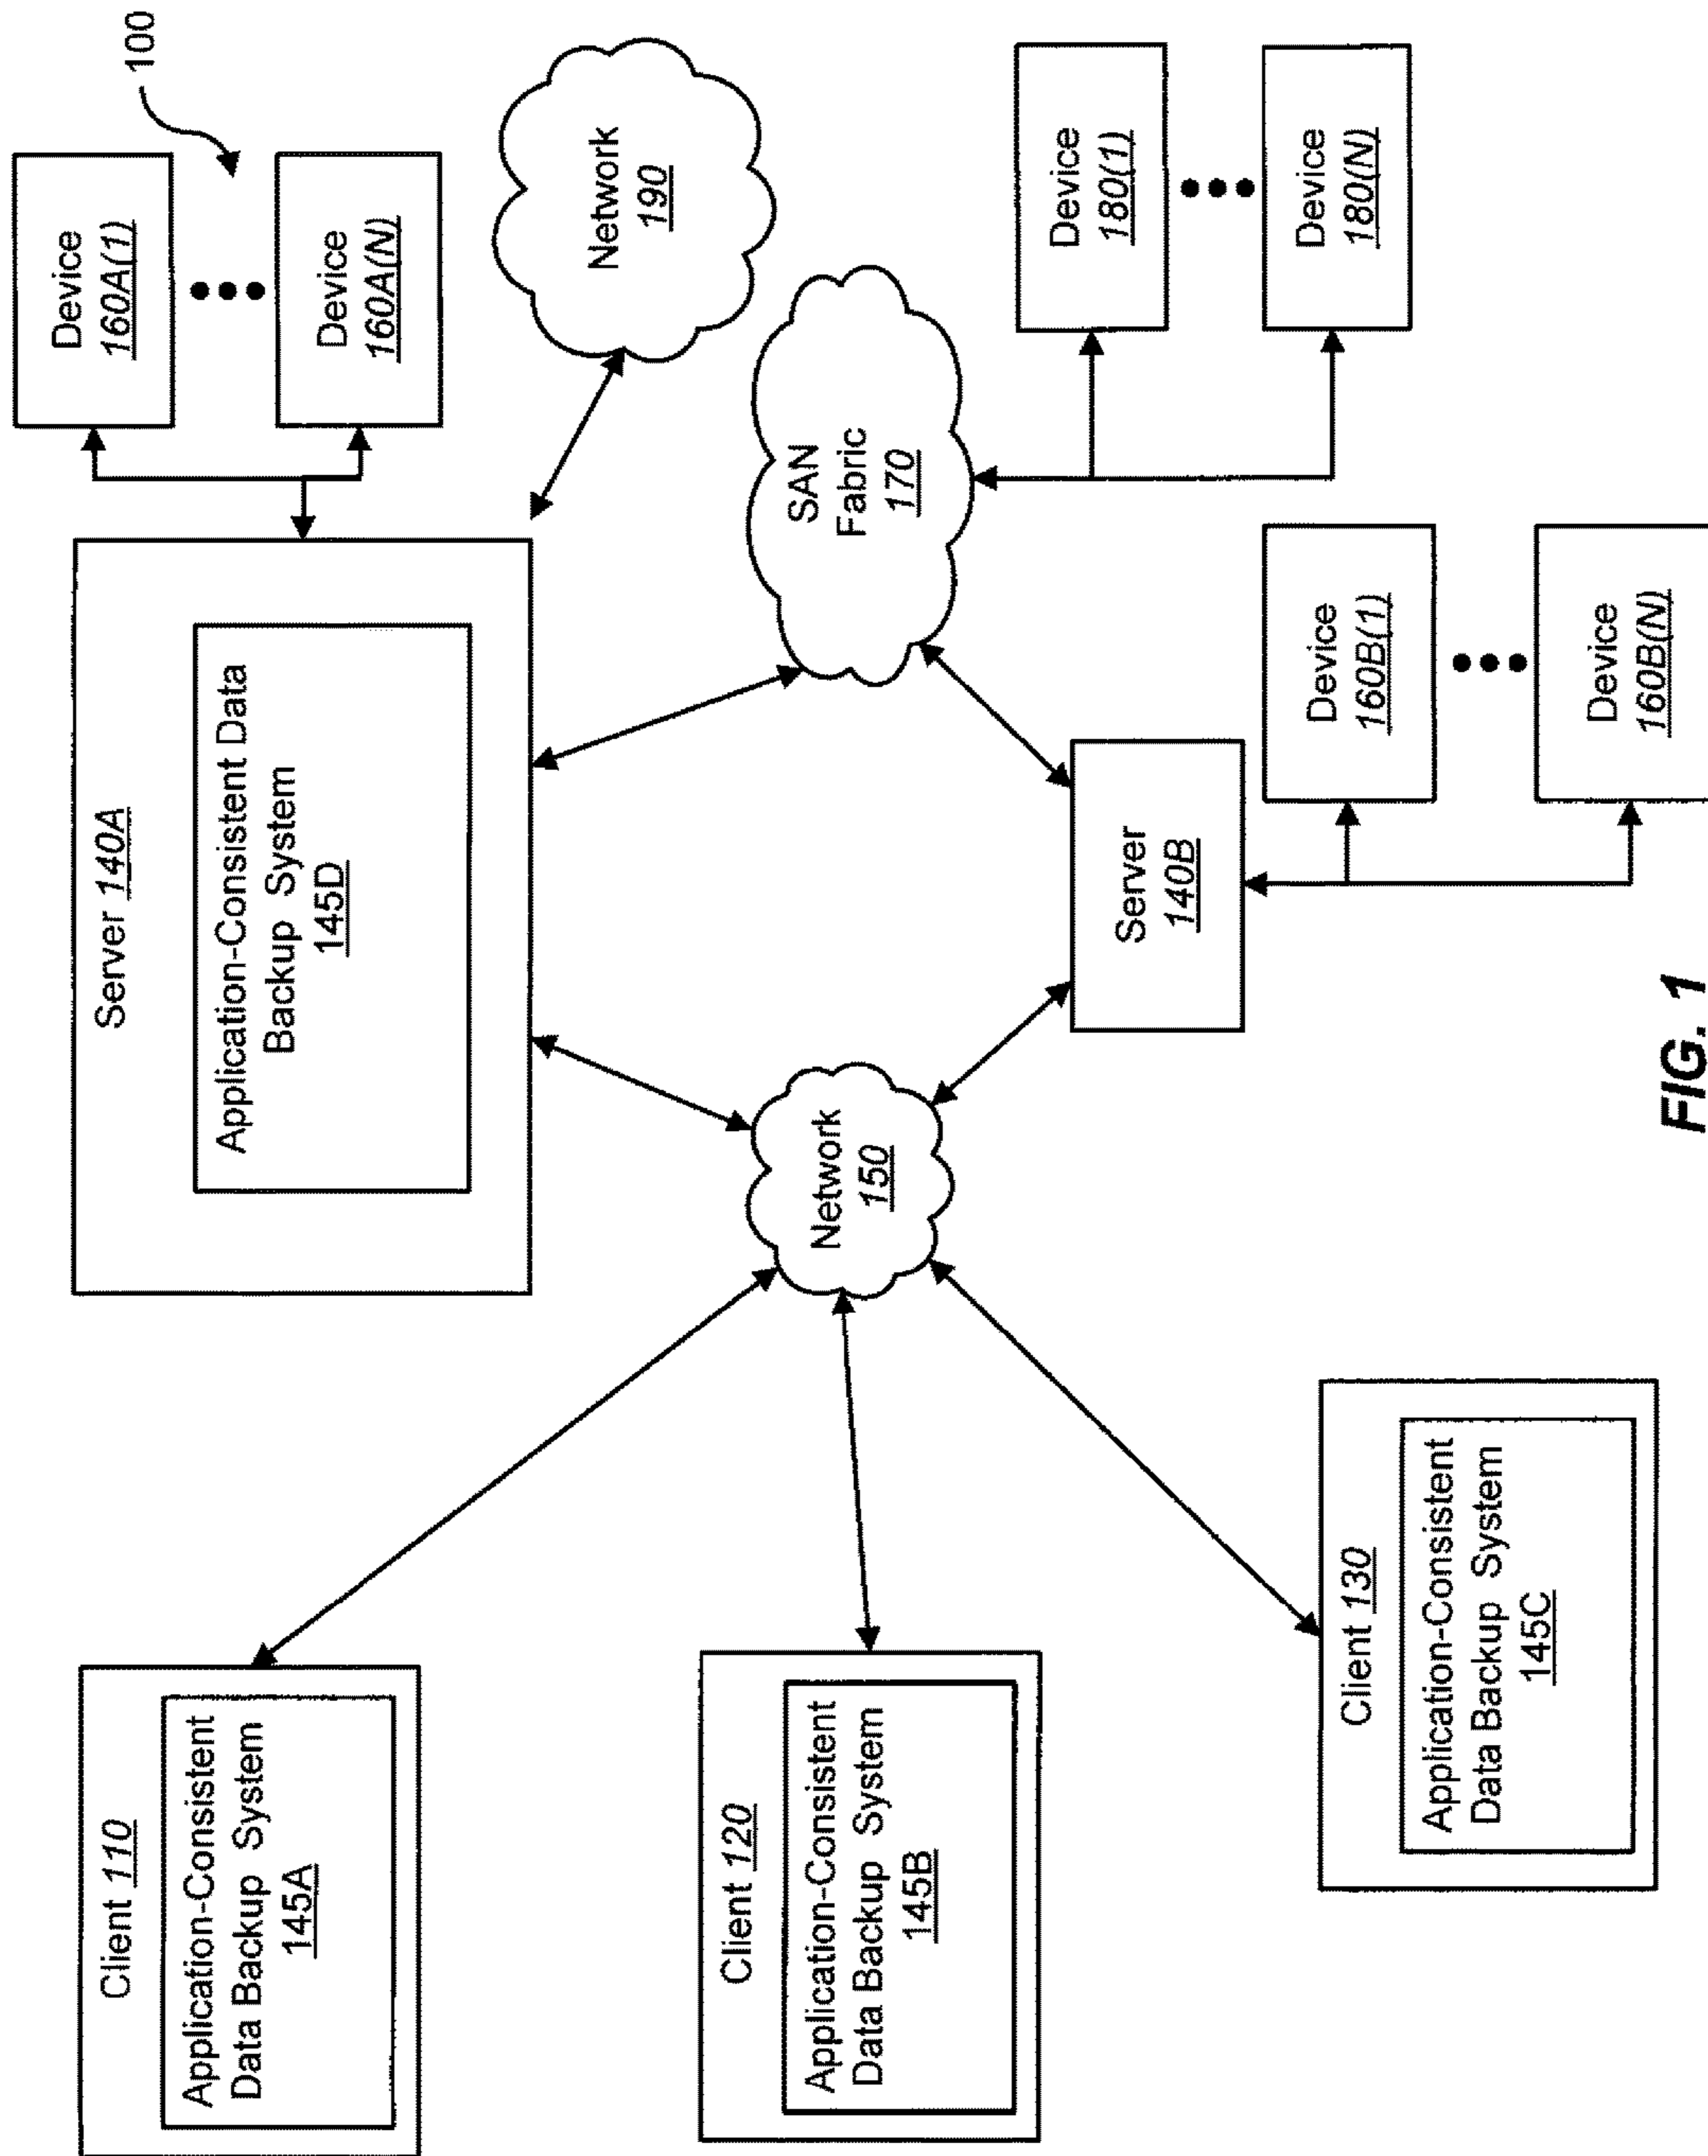 100
Client 110
Application-Consistent
Data Backup System
145A
Server 140A
Application-Consistent Data
Backup System
145D
Device
160A(1)
Device
160A(N)
Network
190
Client 120
Application-Consistent
Data Backup System
145B
Network
150
SAN
Fabric
170
Device
180(1)
Device
180(N)
Server
140B
Device
160B(1)
Device
160B(N)
Client 130
Application-Consistent
Data Backup System
145C
FIG. 1